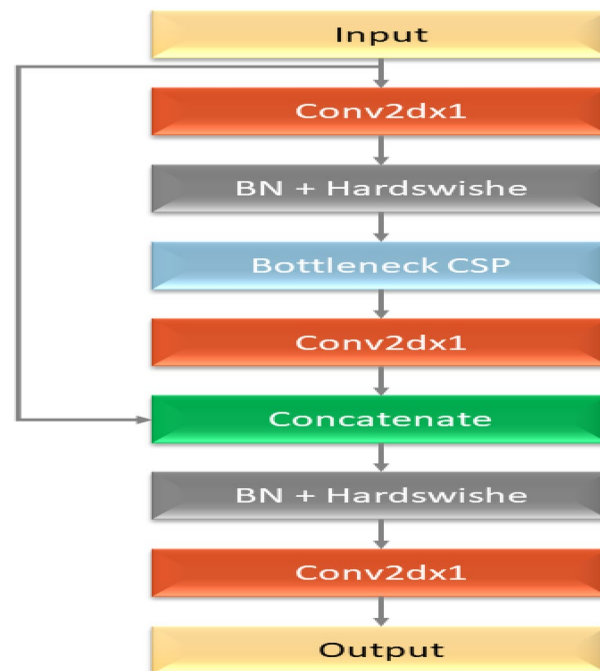 Input
Conv2dx1
BN + Hardswishe
Bottleneck CSP
Conv2dx1
Concatenate
BN + Hardswishe
Conv2dx1
Output